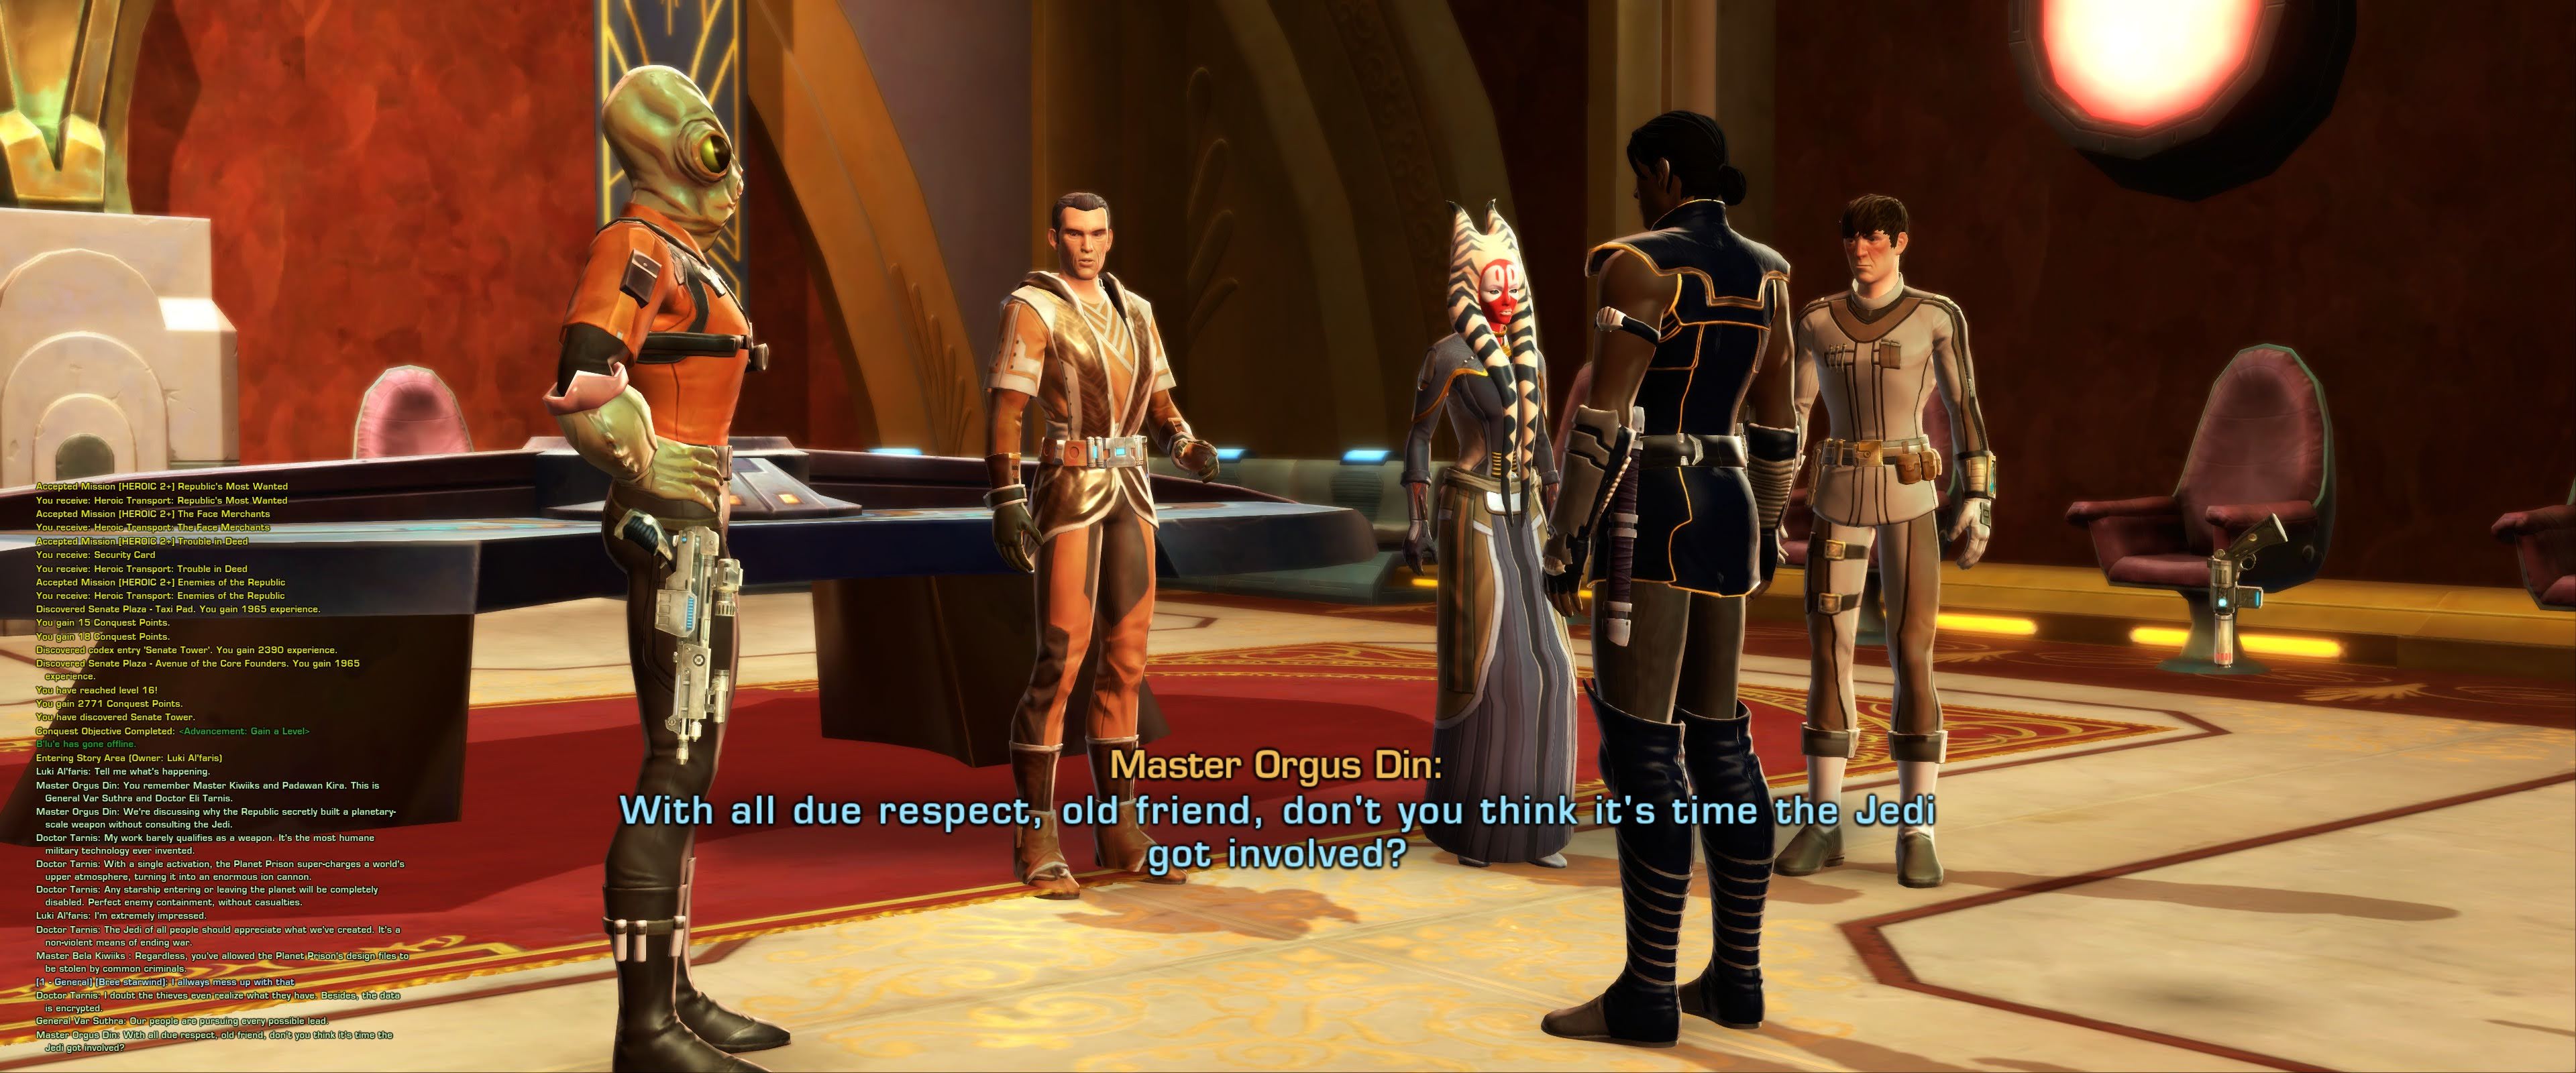 Accepted Mission [HEROIC 2+] Republic's Most Wanted
You receive: Heroic Transport: Republic's Most Wanted
Accepted Mission [HEROIC 2+] The Face Merchants
You receive: Heroic Transport: The Face Merchants
Accepted Mission [HEROIC 2+] Trouble in Deed
You receive: Security Card
You receive: Heroic Transport: Trouble in Deed
Accepted Mission [HEROIC 2+] Enemies of the Republic
You receive: Heroic Transport: Enemies of the Republic
Discovered Senate Plaza - Taxi Pad. You gain 1965 experience.
You gain 15 Conquest Points.
You gain 18 Conquest Points.
Discovered codex entry 'Senate Tower'. You gain 2390 experience.
Discovered Senate Plaza - Avenue of the Core Founders. You gain 1965
experience.
You have reached level 16!
You gain 2771 Conquest Points.
You have discovered Senate Tower.
Conquest Objective Completed: <Advancement: Gain a Level>
B'lu'e has gone offline.
Entering Story Area (Owner: Luki Al'faris)
Luki Al'faris: Tell me what's happening.
Master Orgus Din: You remember Master Kiwiiks and Padawan Kira. This is
General Var Suthra and Doctor Eli Tarnis.
Master Orgus Din: We're discussing why the Republic secretly built a planetary-
scale weapon without consulting the Jedi.
Doctor Tarnis: My work barely qualifies as a weapon. It's the most humane
military technology ever invented.
Doctor Tarnis: With a single activation, the Planet Prison super-charges a world's
upper atmosphere, turning it into an enormous ion cannon.
Doctor Tarnis: Any starship entering or leaving the planet will be completely
disabled. Perfect enemy containment, without casualties.
Luki Al'faris: I'm extremely impressed.
Doctor Tarnis: The Jedi of all people should appreciate what we've created. It's a
non-violent means of ending war.
Master Bela Kiwiiks : Regardless, you've allowed the Planet Prison's design files to
be stolen by common criminals.
[1 - General] [Bree starwind]: I allways mess up with that
Doctor Tarnis: I doubt the thieves even realize what they have. Besides, the data
is encrypted.
General Var Suthra: Our people are pursuing every possible lead.
Master Orgus Din: With all due respect, old friend, don't you think it's time the
Jedi got involved?
Master Orgus Din:
With all due respect, old friend, don't you think it's time the Jedi
got involved?